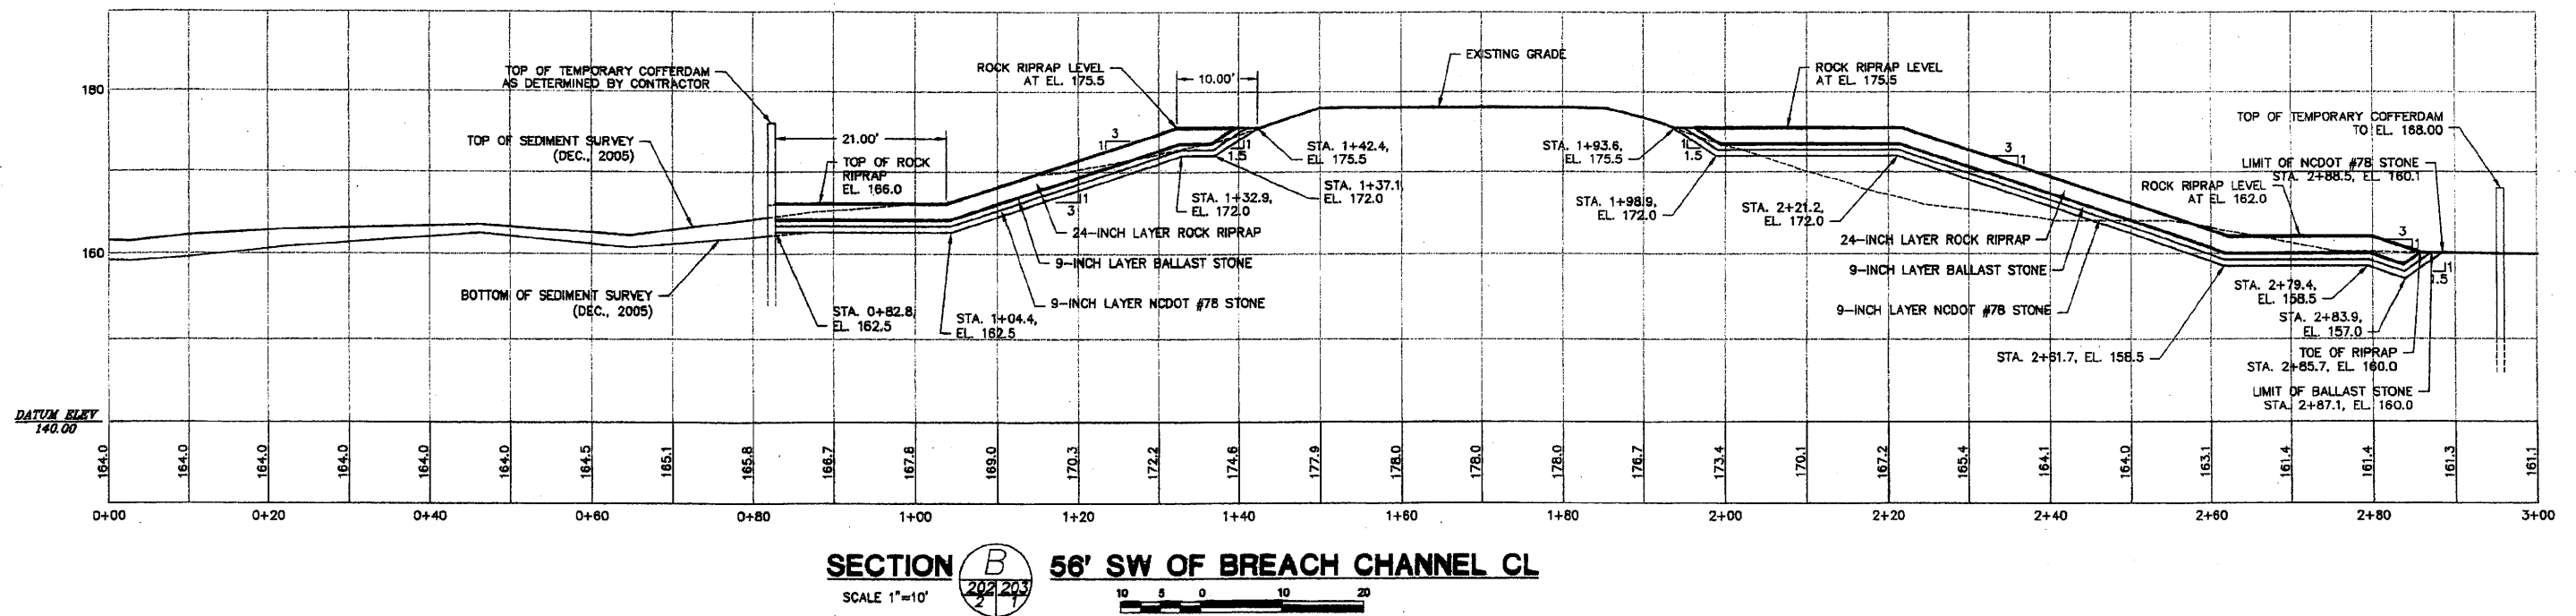 TOP OF TEMPORARY COFFERDAM
AS DETERMINED BY CONTRACTOR
ROCK RIPRAP LEVEL
AT EL. 175.5
10.00'
EXISTING GRADE
ROCK RIPRAP LEVEL
AT EL. 175.5
180
TOP OF SEDIMENT SURVEY
(DEC., 2005)
21.00'
TOP OF ROCK
RIPRAP
EL. 166.0
3
1
1
1.5
STA. 1+42.4,
EL. 175.5
STA. 1+93.6,
EL. 175.5
1
1.5
3
1
TOP OF TEMPORARY COFFERDAM
TO EL. 168.00
LIMIT OF NCDOT #78 STONE
STA. 2+88.5, EL. 160.1
ROCK RIPRAP LEVEL
AT EL. 162.0
1
3
STA. 1+32.9,
EL. 172.0
STA. 1+37.1,
EL. 172.0
STA. 1+98.9,
EL. 172.0
STA. 2+21.2,
EL. 172.0
24-INCH LAYER ROCK RIPRAP
9-INCH LAYER BALLAST STONE
9-INCH LAYER NCDOT #78 STONE
24-INCH LAYER ROCK RIPRAP
9-INCH LAYER BALLAST STONE
9-INCH LAYER NCDOT #78 STONE
3
1
1
1.5
160
BOTTOM OF SEDIMENT SURVEY
(DEC., 2005)
STA. 0+82.8,
EL. 162.5
STA. 1+04.4,
EL. 162.5
STA. 2+79.4,
EL. 158.5
STA. 2+83.9,
EL. 157.0
STA. 2+61.7, EL. 158.5
TOE OF RIPRAP
STA. 2+85.7, EL. 160.0
LIMIT OF BALLAST STONE
STA. 2+87.1, EL. 160.0
DATUM ELEV
140.00
164.0 164.0 164.0 164.0 164.0 164.5 165.1 165.8 166.7 167.8 169.0 170.3 172.2 174.6 177.9 178.0 178.0 178.0 176.7 173.4 170.1 167.2 165.4 164.1 164.0 163.1 161.4 161.4 161.3 161.1
0+00 0+20 0+40 0+60 0+80 1+00 1+20 1+40 1+60 1+80 2+00 2+20 2+40 2+60 2+80 3+00
SECTION B 56' SW OF BREACH CHANNEL CL
202 203
2 1
SCALE 1"=10'
10 5 0 10 20